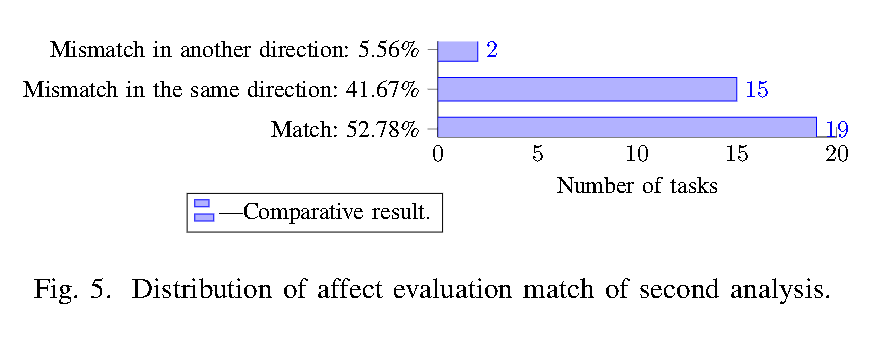 Mismatch in another direction: 5.56% 2
Mismatch in the same direction: 41.67% 15
Match: 52.78% 19
0 5 10 15 20
Number of tasks
—Comparative result.
Fig. 5. Distribution of affect evaluation match of second analysis.